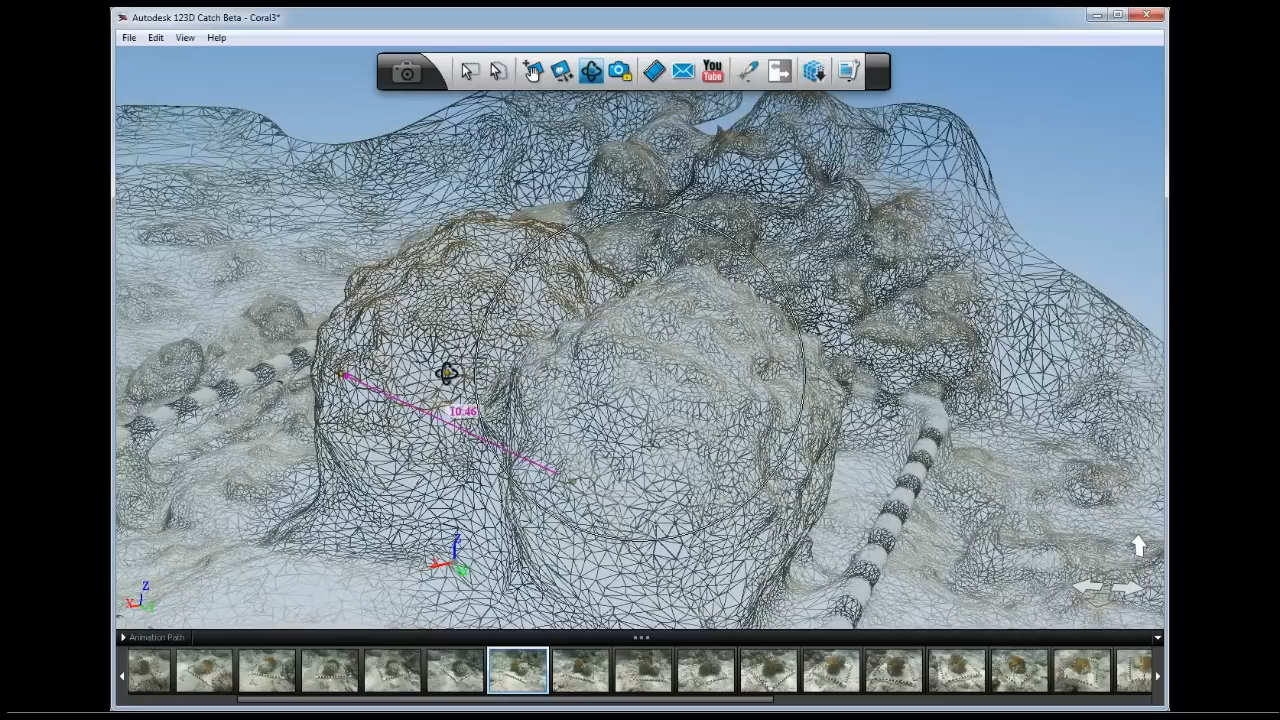 Autodesk 123D Catch Beta - Coral3*
File Edit View Help
You
Tube
10.46
Z
Z
X
Animation Path